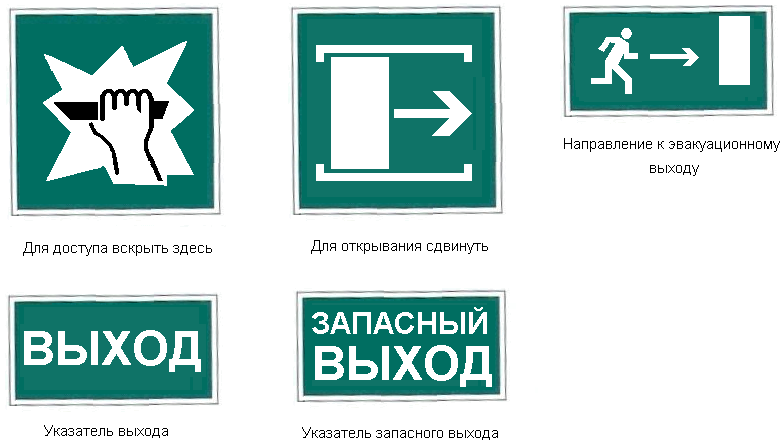 Для доступа вскрыть здесь
Для открывания сдвинуть
Направление к эвакуационному
выходу
ВЫХОД
Указатель выхода
ЗАПАСНЫЙ
ВЫХОД
Указатель запасного выхода